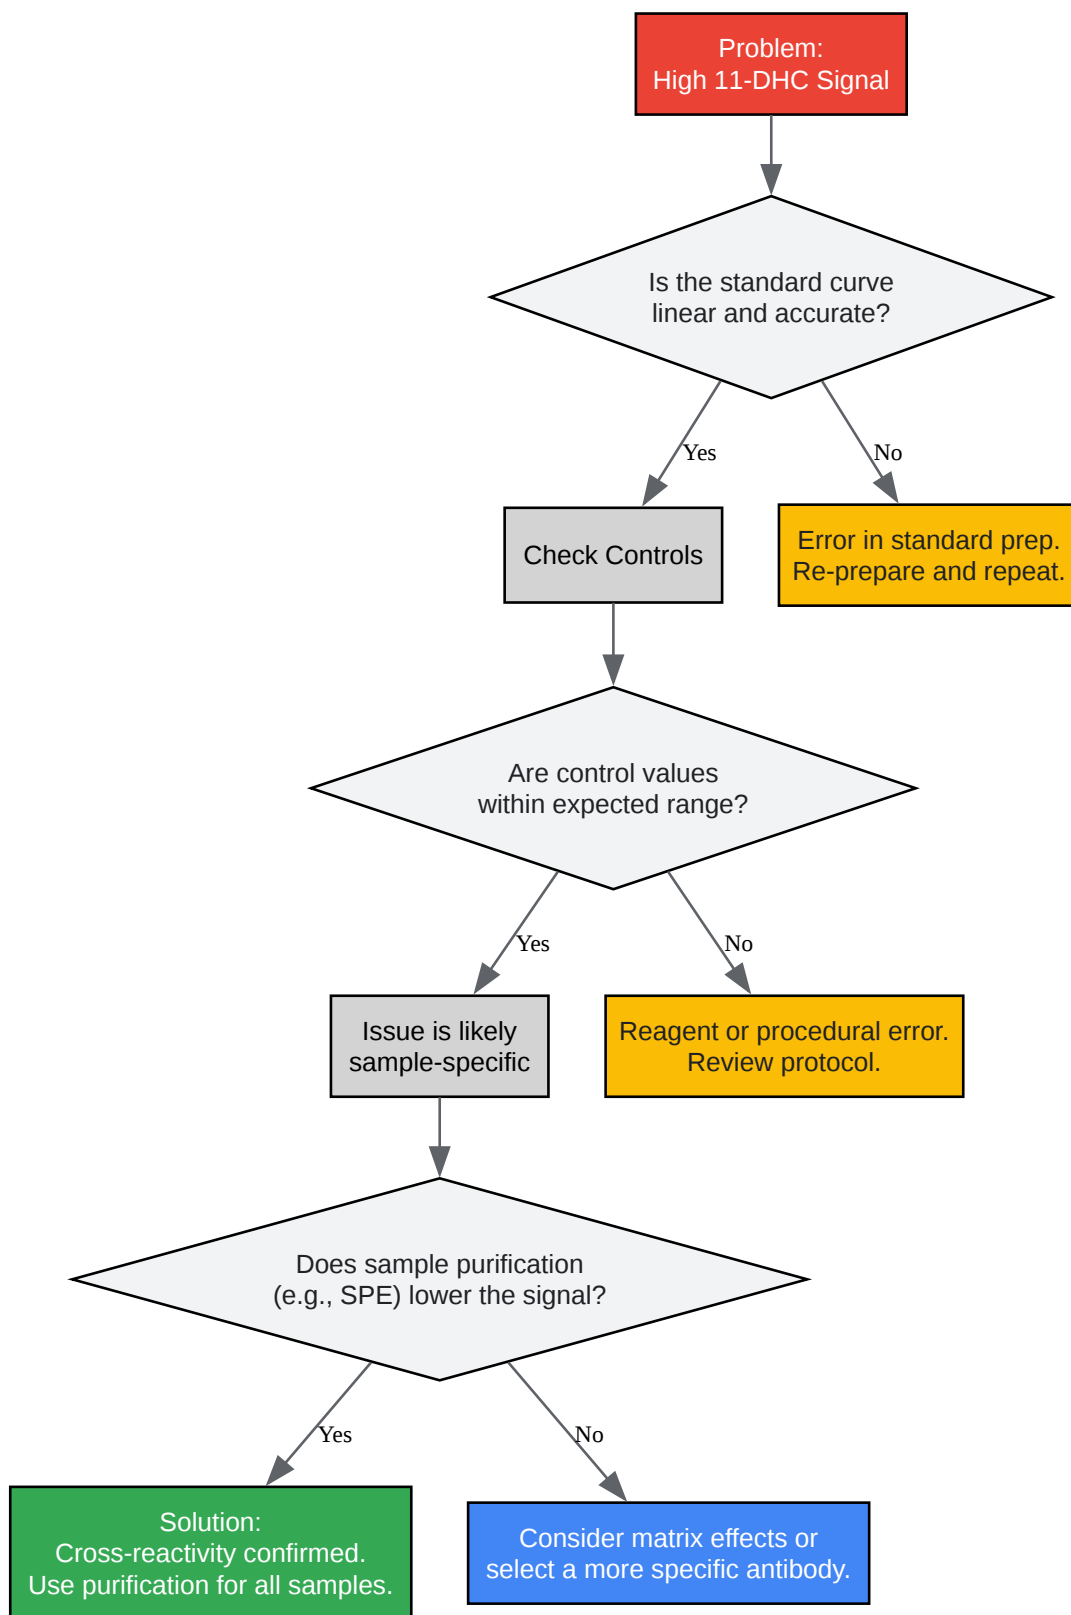 Problem:
High 11-DHC Signal
Is the standard curve
linear and accurate?
Yes
No
Check Controls
Error in standard prep.
Re-prepare and repeat.
Are control values
within expected range?
Yes
No
Issue is likely
sample-specific
Reagent or procedural error.
Review protocol.
Does sample purification
(e.g., SPE) lower the signal?
Yes
No
Solution:
Cross-reactivity confirmed.
Use purification for all samples.
Consider matrix effects or
select a more specific antibody.